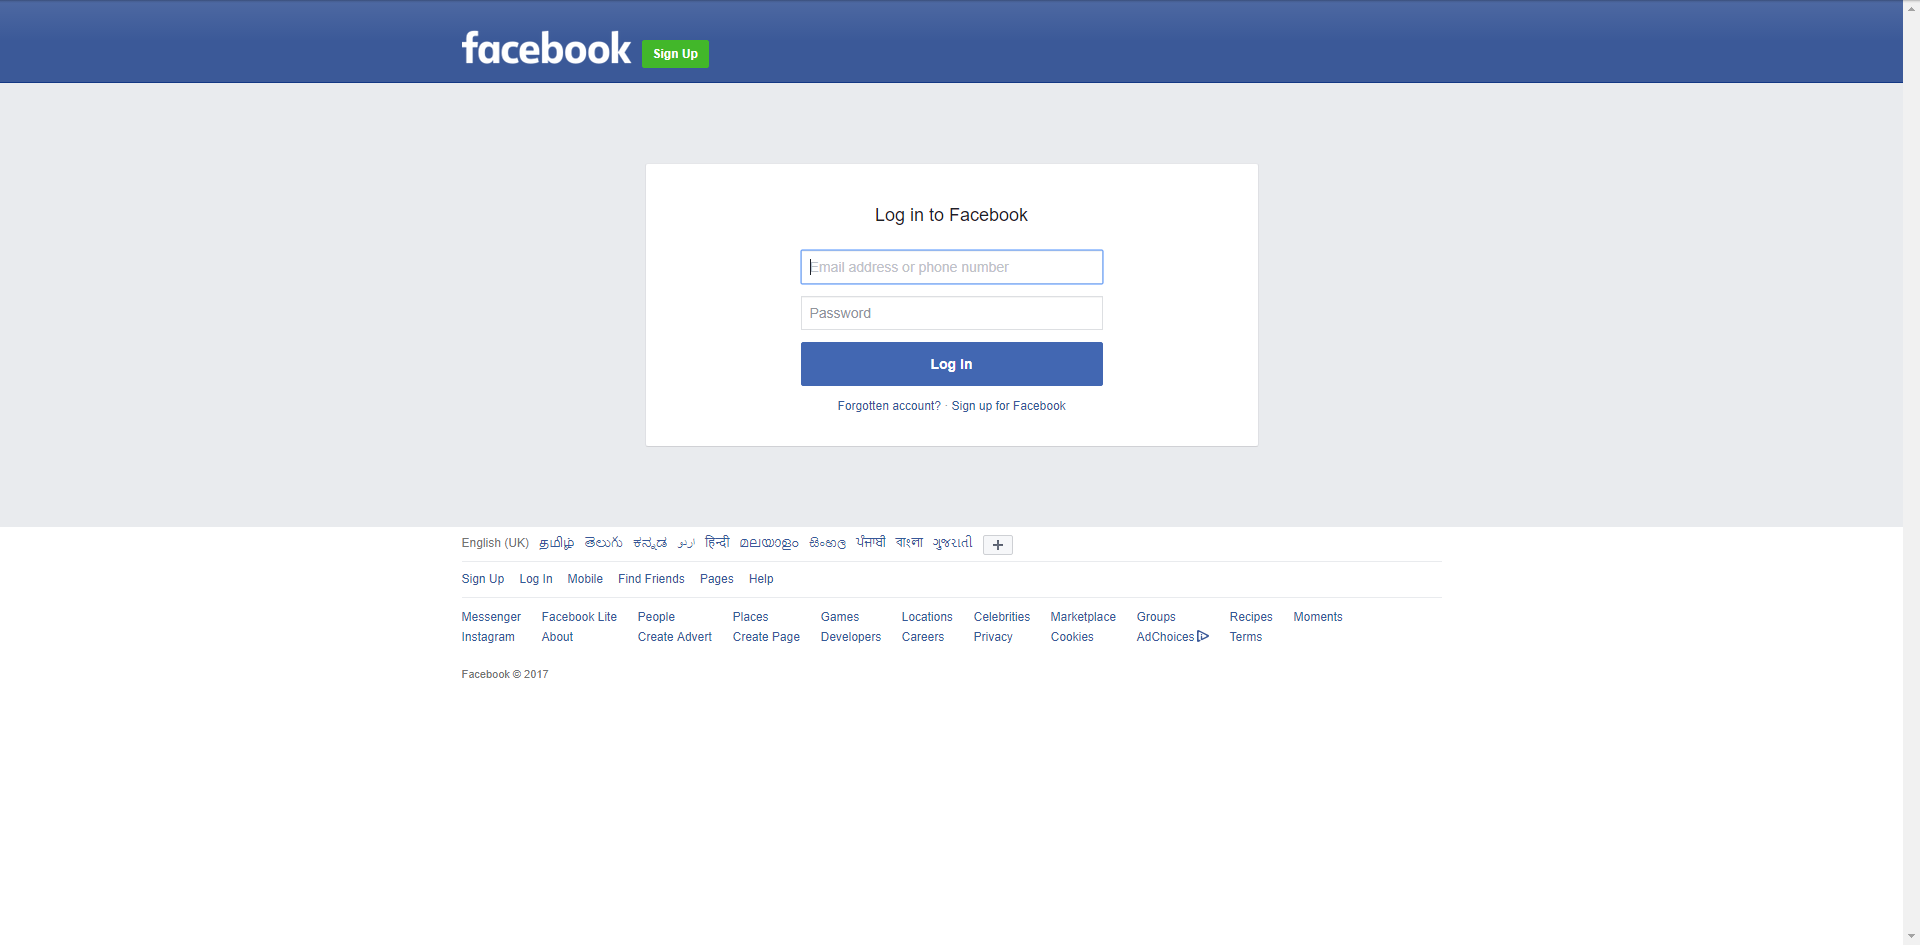 facebook Sign Up
Log in to Facebook
Email address or phone number
Password
Log In
Forgotten account? · Sign up for Facebook
English (UK) தமிழ் తెలుగు ಕನ್ನಡ اردو हिन्दी മലയാളം සිංහල ਪੰਜਾਬੀ বাংলা ગુજરાતી +
Sign Up Log In Mobile Find Friends Pages Help
Messenger Facebook Lite People Places Games Locations Celebrities Marketplace Groups Recipes Moments
Instagram About Create Advert Create Page Developers Careers Privacy Cookies AdChoices Terms
Facebook © 2017